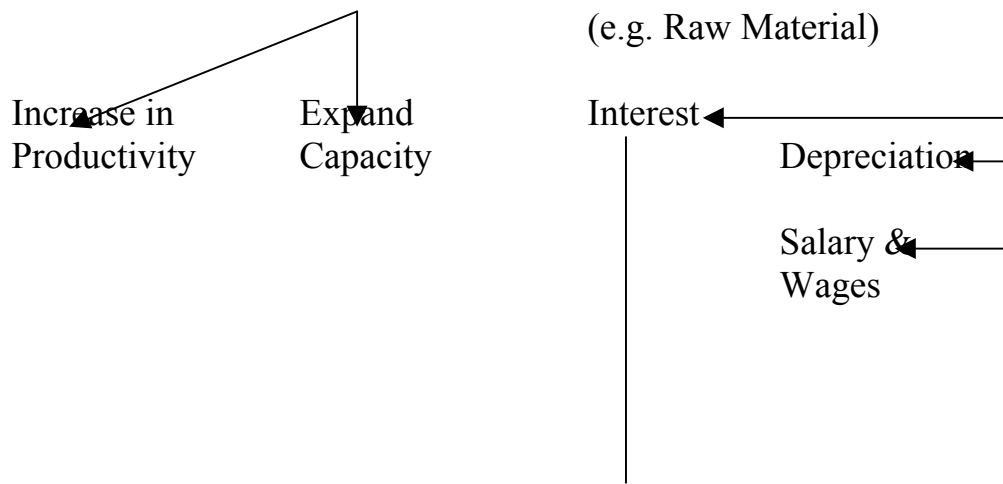 (e.g. Raw Material)
Increase in
Productivity
Expand
Capacity
Interest
Depreciation
Salary &
Wages